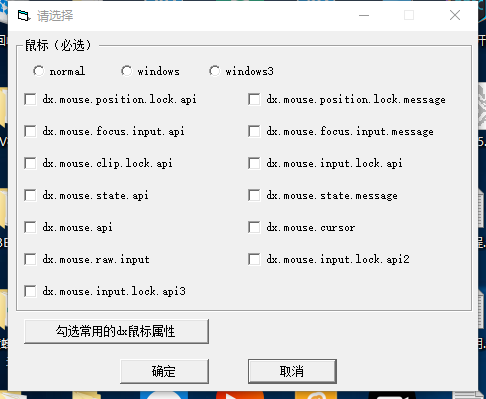 请选择
鼠标（必选）
normal windows windows3
dx.mouse.position.lock.api dx.mouse.position.lock.message
dx.mouse.focus.input.api dx.mouse.focus.input.message
dx.mouse.clip.lock.api dx.mouse.input.lock.api
dx.mouse.state.api dx.mouse.state.message
dx.mouse.api dx.mouse.cursor
dx.mouse.raw.input dx.mouse.input.lock.api2
dx.mouse.input.lock.api3
勾选常用的dx鼠标属性
确定 取消